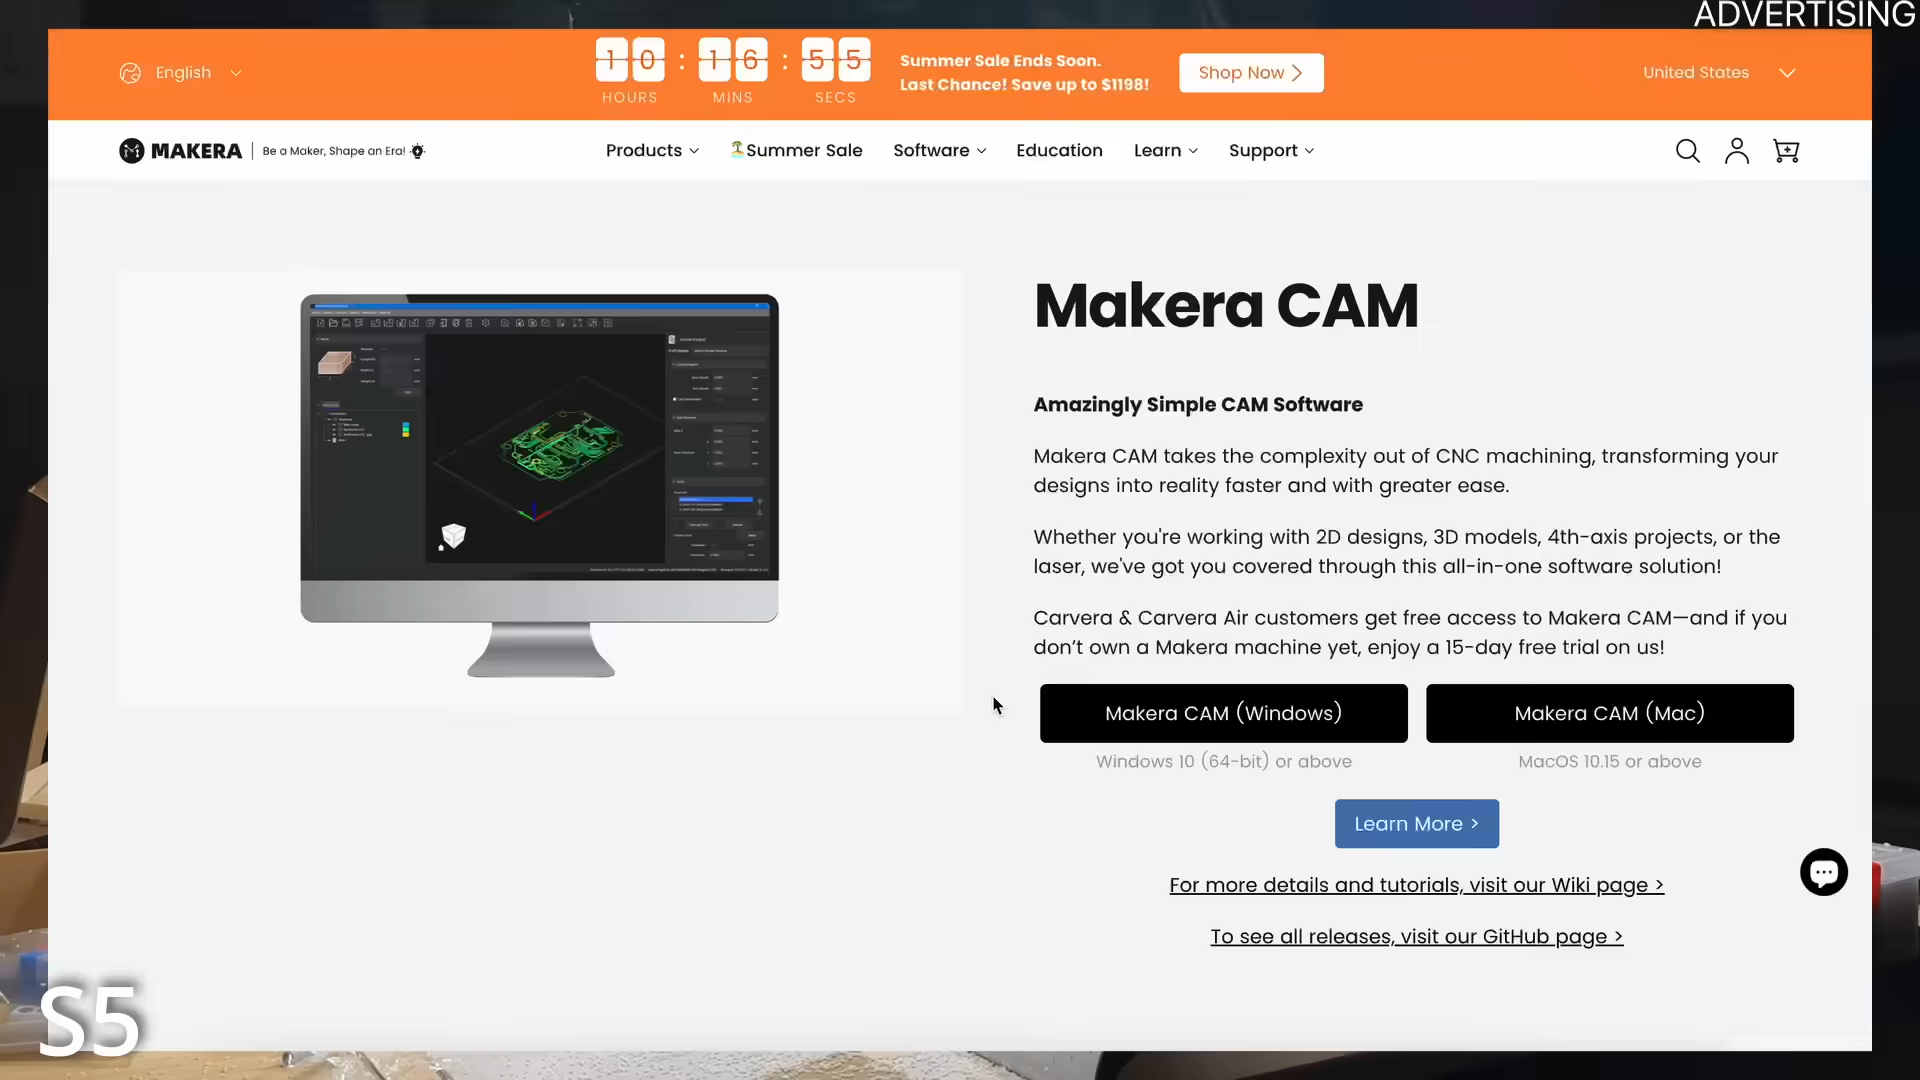 ADVERTISING
English
10 : 16 : 55
HOURS MINS SECS
Summer Sale Ends Soon.
Last Chance! Save up to $1198!
Shop Now
United States
MAKERA
Be a Maker, Shape an Era!
Products
Summer Sale
Software
Education
Learn
Support
Makera CAM
Amazingly Simple CAM Software
Makera CAM takes the complexity out of CNC machining, transforming your
designs into reality faster and with greater ease.
Whether you're working with 2D designs, 3D models, 4th-axis projects, or the
laser, we've got you covered through this all-in-one software solution!
Carvera & Carvera Air customers get free access to Makera CAM—and if you
don’t own a Makera machine yet, enjoy a 15-day free trial on us!
Makera CAM (Windows)
Makera CAM (Mac)
Windows 10 (64-bit) or above
MacOS 10.15 or above
Learn More >
For more details and tutorials, visit our Wiki page >
To see all releases, visit our GitHub page >
S5